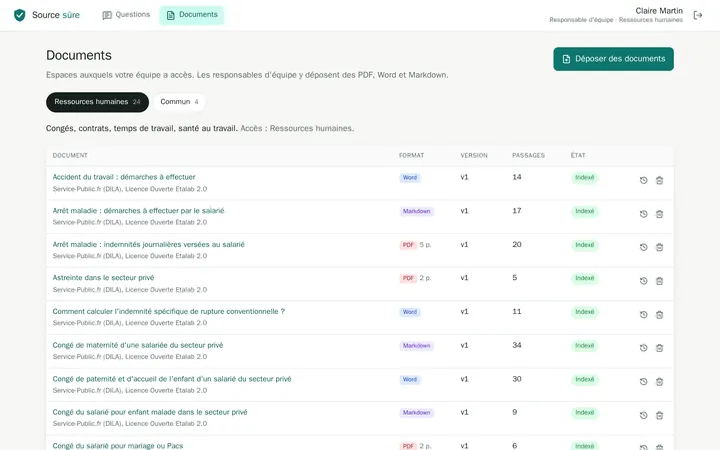 Source sûre
Questions
Documents
Claire Martin
Responsable d'équipe · Ressources humaines
Documents
Espaces auxquels votre équipe a accès. Les responsables d'équipe y déposent des PDF, Word et Markdown.
Déposer des documents
Ressources humaines 24
Commun 4
Congés, contrats, temps de travail, santé au travail. Accès : Ressources humaines.
DOCUMENT FORMAT VERSION PASSAGES ÉTAT
Accident du travail : démarches à effectuer Word v1 14 Indexé
Service-Public.fr (DILA), Licence Ouverte Etalab 2.0
Arrêt maladie : démarches à effectuer par le salarié Markdown v1 17 Indexé
Service-Public.fr (DILA), Licence Ouverte Etalab 2.0
Arrêt maladie : indemnités journalières versées au salarié PDF 5 p. v1 20 Indexé
Service-Public.fr (DILA), Licence Ouverte Etalab 2.0
Astreinte dans le secteur privé PDF 2 p. v1 5 Indexé
Service-Public.fr (DILA), Licence Ouverte Etalab 2.0
Comment calculer l'indemnité spécifique de rupture conventionnelle ? Word v1 11 Indexé
Service-Public.fr (DILA), Licence Ouverte Etalab 2.0
Congé de maternité d'une salariée du secteur privé Markdown v1 34 Indexé
Service-Public.fr (DILA), Licence Ouverte Etalab 2.0
Congé de paternité et d'accueil de l'enfant d'un salarié du secteur privé Word v1 30 Indexé
Service-Public.fr (DILA), Licence Ouverte Etalab 2.0
Congé du salarié pour enfant malade dans le secteur privé Markdown v1 9 Indexé
Service-Public.fr (DILA), Licence Ouverte Etalab 2.0
Congé du salarié pour mariage ou Pacs PDF 2 p. v1 6 Indexé